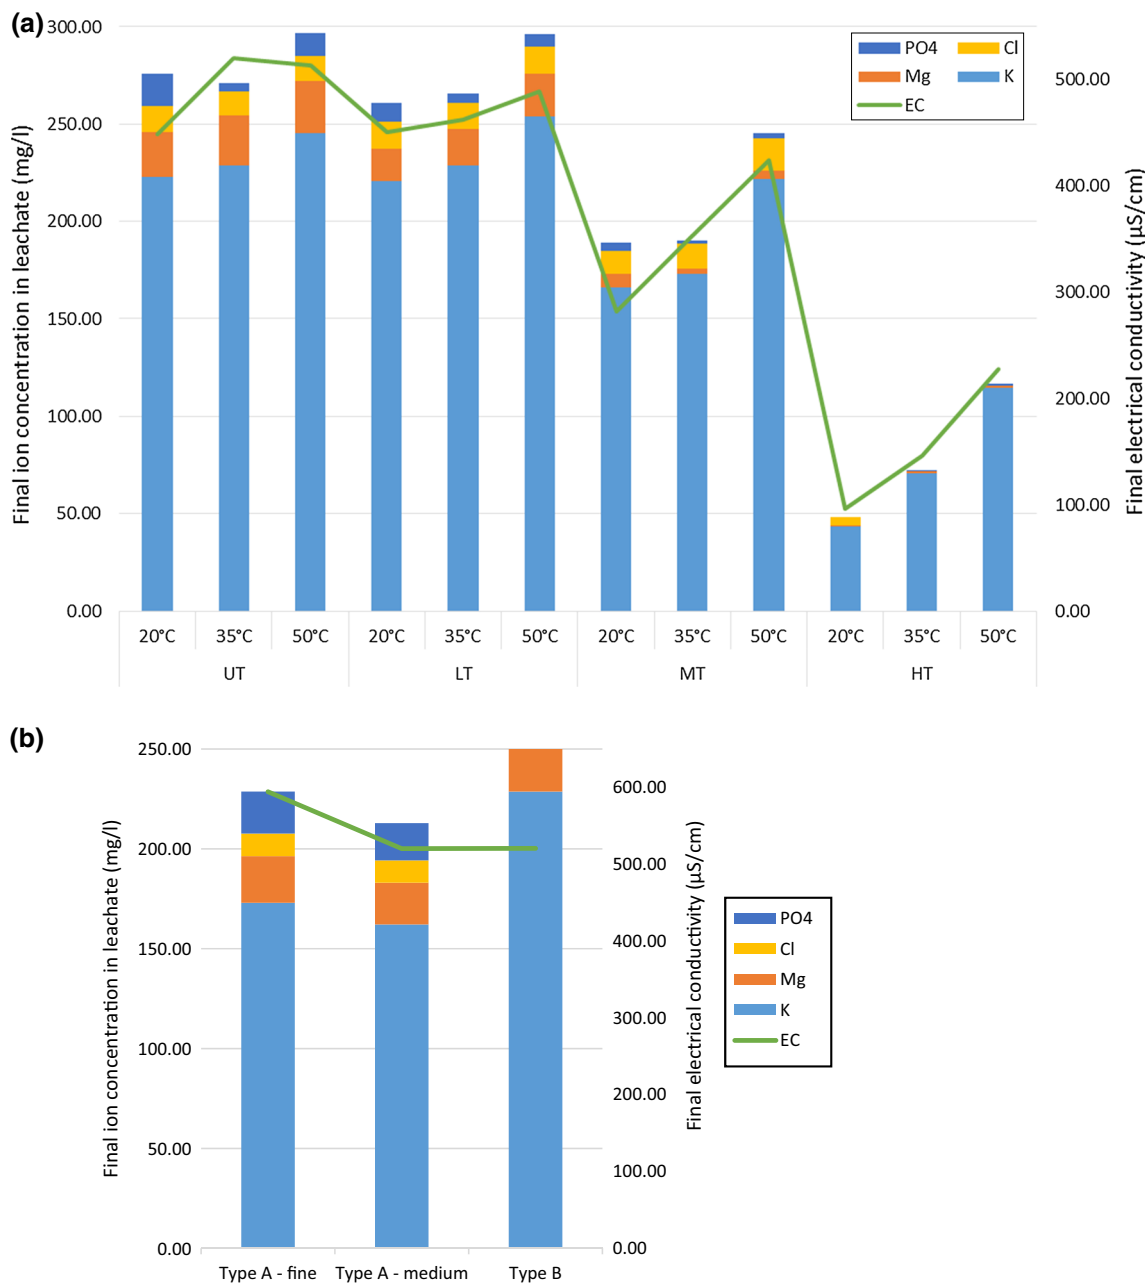 (a)
Final ion concentration in leachate (mg/l)
300.00
250.00
200.00
150.00
100.00
50.00
0.00
PO4 Cl
Mg K
EC
500.00
400.00
300.00
200.00
100.00
0.00
Final electrical conductivity (µS/cm)
20°C 35°C 50°C 20°C 35°C 50°C 20°C 35°C 50°C 20°C 35°C 50°C
UT LT MT HT
(b)
Final ion concentration in leachate (mg/l)
250.00
200.00
150.00
100.00
50.00
0.00
600.00
500.00
400.00
300.00
200.00
100.00
0.00
Final electrical conductivity (µS/cm)
PO4
Cl
Mg
K
EC
Type A - fine Type A - medium Type B